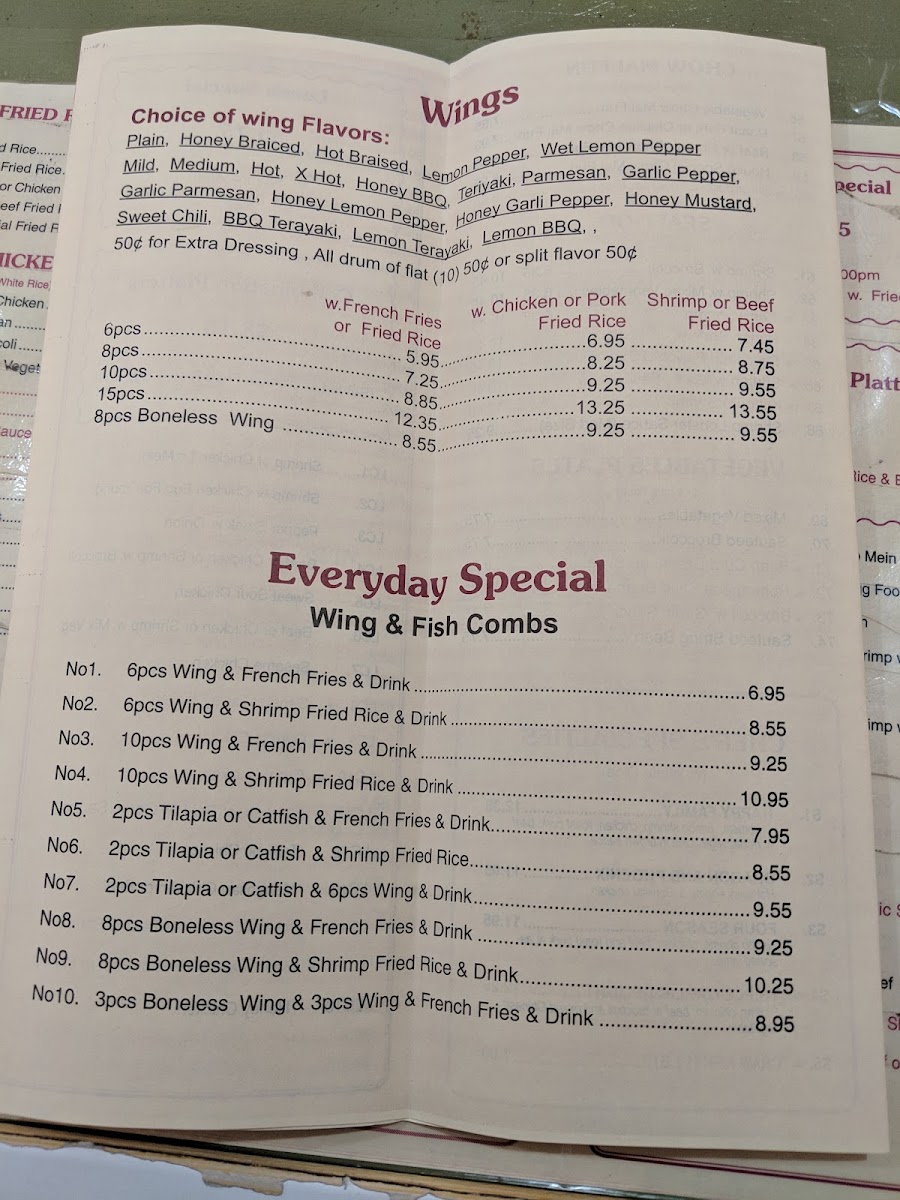 Wings
Choice of wing Flavors:
Plain, Honey Braiced, Hot Braised, Lemon Pepper, Wet Lemon Pepper
Mild, Medium, Hot, X Hot, Honey BBQ, Teriyaki, Parmesan, Garlic Pepper,
Garlic Parmesan, Honey Lemon Pepper, Honey Garli Pepper, Honey Mustard,
Sweet Chili, BBQ Terayaki, Lemon Terayaki, Lemon BBQ, ,
50¢ for Extra Dressing , All drum of flat (10) 50¢ or split flavor 50¢
w.French Fries or Fried Rice w. Chicken or Pork Fried Rice Shrimp or Beef Fried Rice
6pcs 5.95 6.95 7.45
8pcs 7.25 8.25 8.75
10pcs 8.85 9.25 9.55
15pcs 12.35 13.25 13.55
8pcs Boneless Wing 8.55 9.25 9.55
Everyday Special
Wing & Fish Combs
No1. 6pcs Wing & French Fries & Drink 6.95
No2. 6pcs Wing & Shrimp Fried Rice & Drink 8.55
No3. 10pcs Wing & French Fries & Drink 9.25
No4. 10pcs Wing & Shrimp Fried Rice & Drink 10.95
No5. 2pcs Tilapia or Catfish & French Fries & Drink 7.95
No6. 2pcs Tilapia or Catfish & Shrimp Fried Rice 8.55
No7. 2pcs Tilapia or Catfish & 6pcs Wing & Drink 9.55
No8. 8pcs Boneless Wing & French Fries & Drink 9.25
No9. 8pcs Boneless Wing & Shrimp Fried Rice & Drink 10.25
No10. 3pcs Boneless Wing & 3pcs Wing & French Fries & Drink 8.95